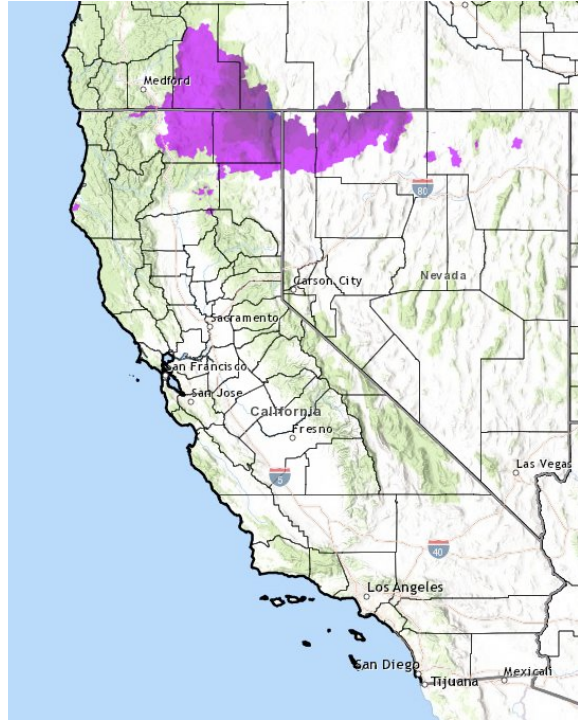 Medford
80
Carson City
Nevada
Sacramento
San Francisco
San Jose
California
Fresno
5
Las Vegas
40
Los Angeles
San Diego
Mexicali
Tijuana